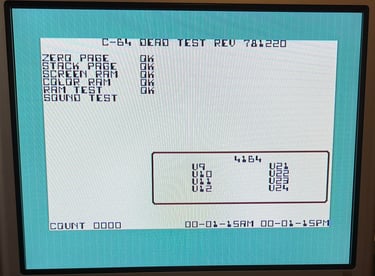 C-64 DEAD TEST REV 781220
ZERO PAGE OK
STACK PAGE OK
SCREEN RAM OK
COLOR RAM OK
RAM TEST OK
SOUND TEST
4164
U9 U21
U10 U22
U11 U23
U12 U24
COUNT 0000 00-01-15AM 00-01-15PM